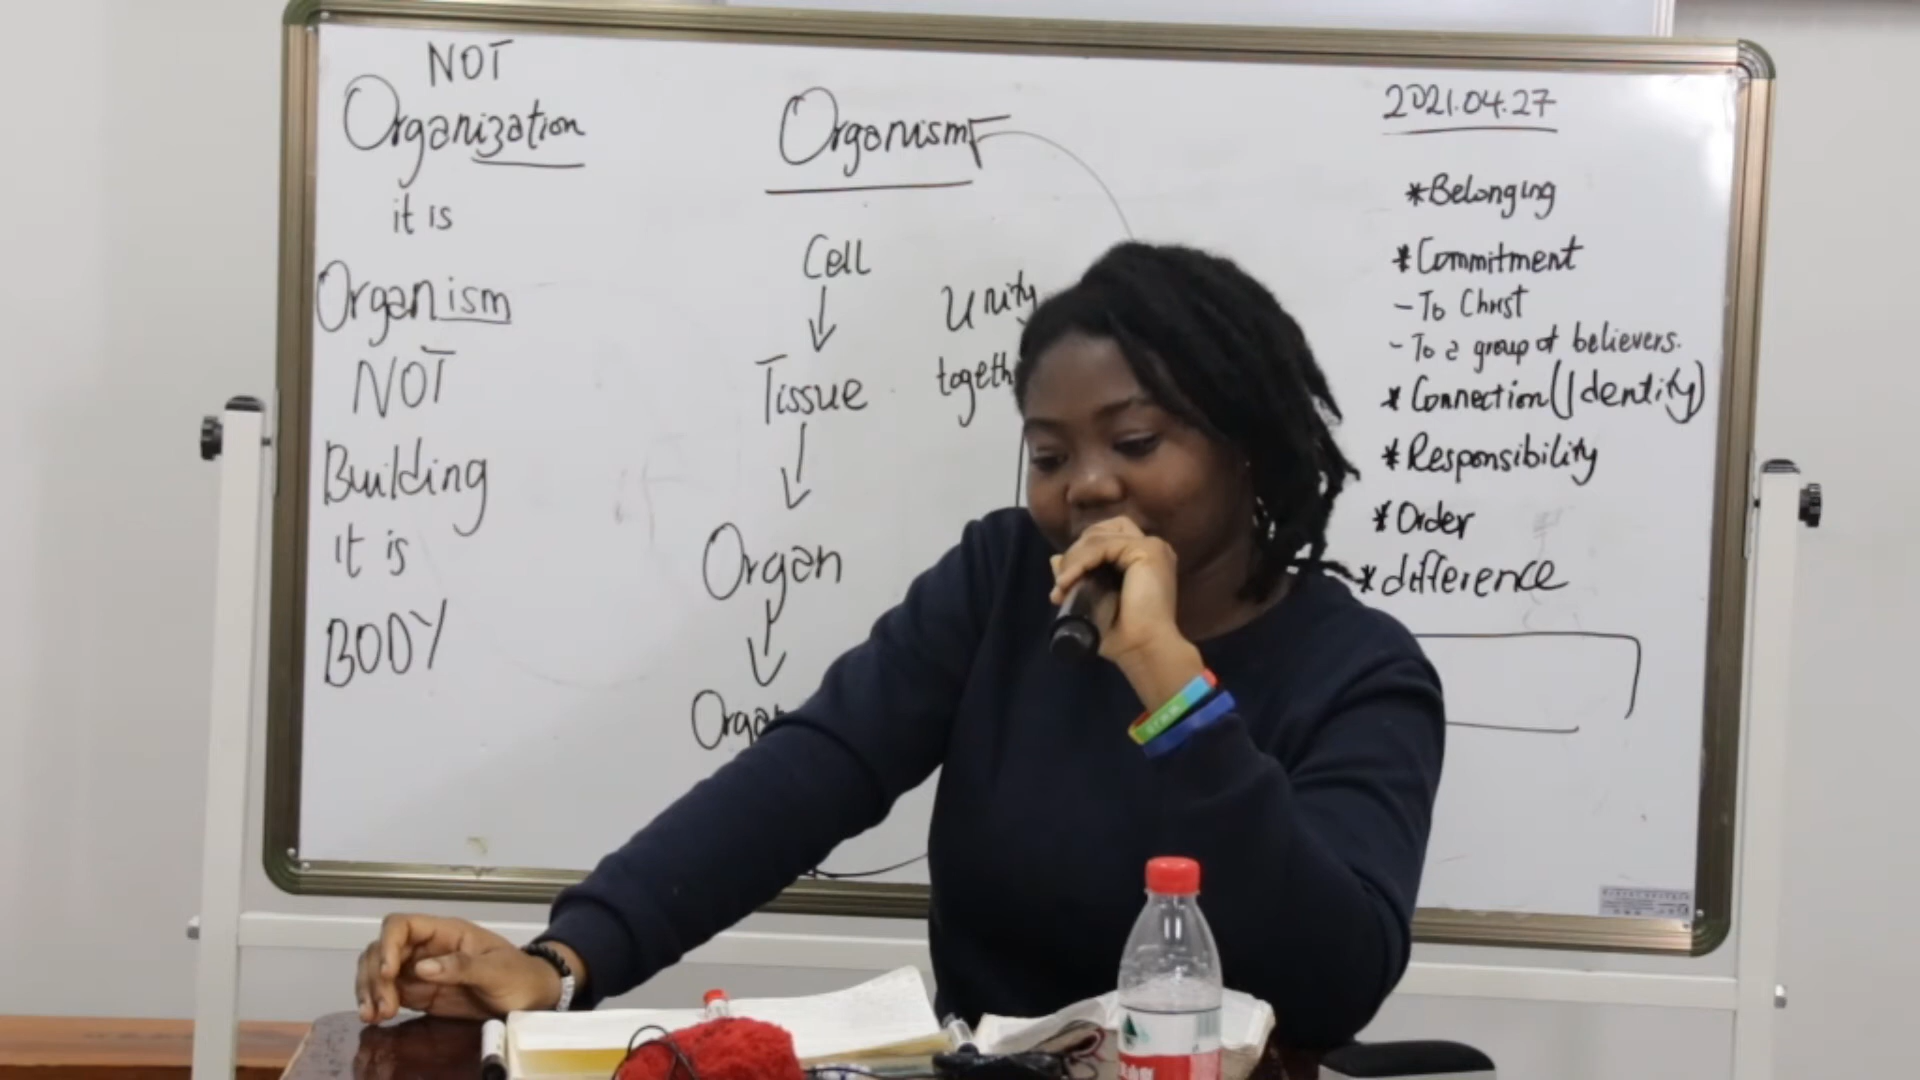 NOT
Organization
it is
Organism
NOT
Building
it is
BODY
Organism
Cell
Tissue
Organ
Unity
2021.04.27
*Belonging
*Commitment
- To Christ
- To a group of believers.
* Connection (Identity)
*Responsibility
*Order
*difference